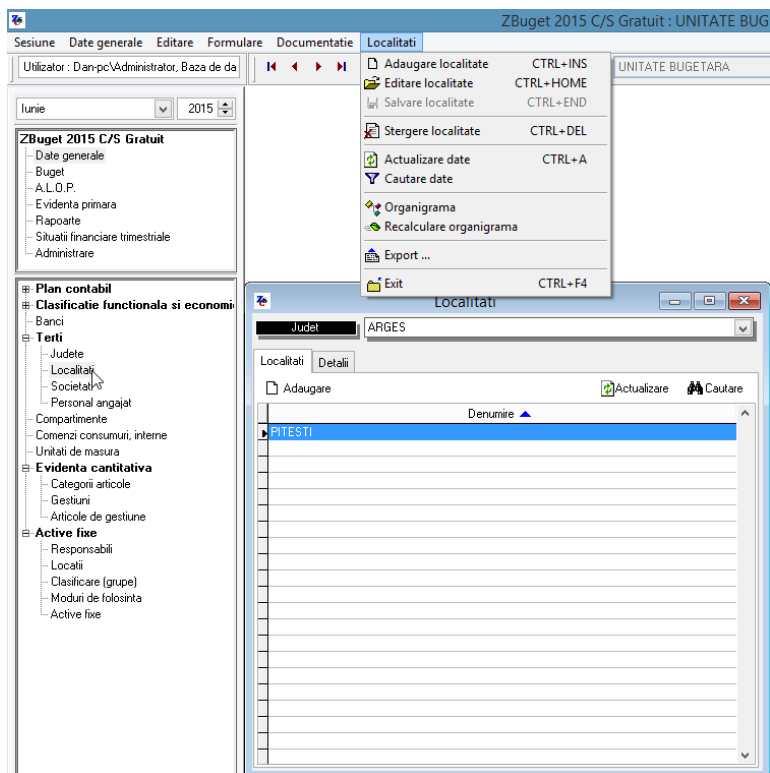 ZBuget 2015 C/S Gratuit : UNITATE BUG
Sesiune Date generale Editare Formulare Documentatie Localitati
Utilizator : Dan-pc\Administrator, Baza de da
UNITATE BUGETARA
Adaugare localitate CTRL+INS
Editare localitate CTRL+HOME
Salvare localitate CTRL+END
Stergere localitate CTRL+DEL
Actualizare date CTRL+A
Cautare date
Organigrama
Recalculare organigrama
Export ...
Exit CTRL+F4
Iunie 2015
ZBuget 2015 C/S Gratuit
Date generale
Buget
A.L.O.P.
Evidenta primara
Rapoarte
Situatii financiare trimestriale
Administrare
Plan contabil
Clasificatie functionala si economi
Banci
Terti
Judete
Localitati
Societati
Personal angajat
Compartimente
Comenzi consumuri, interne
Unitati de masura
Evidenta cantitativa
Categorii articole
Gestiuni
Articole de gestiune
Active fixe
Responsabili
Locatii
Clasificare (grupe)
Moduri de folosinta
Active fixe
Localitati
Judet ARGES
Localitati Detalii
Adaugare Actualizare Cautare
Denumire
PITESTI